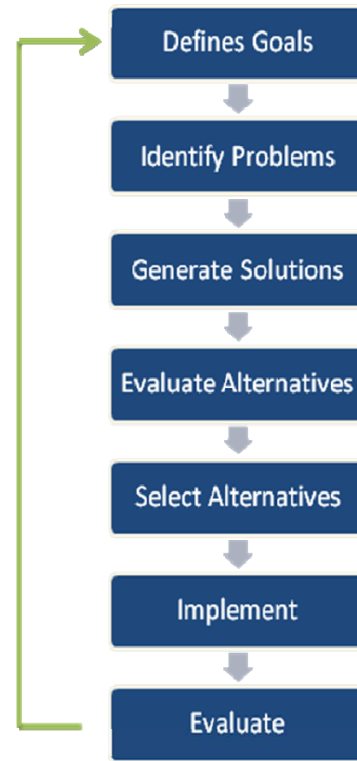 Defines Goals
Identify Problems
Generate Solutions
Evaluate Alternatives
Select Alternatives
Implement
Evaluate